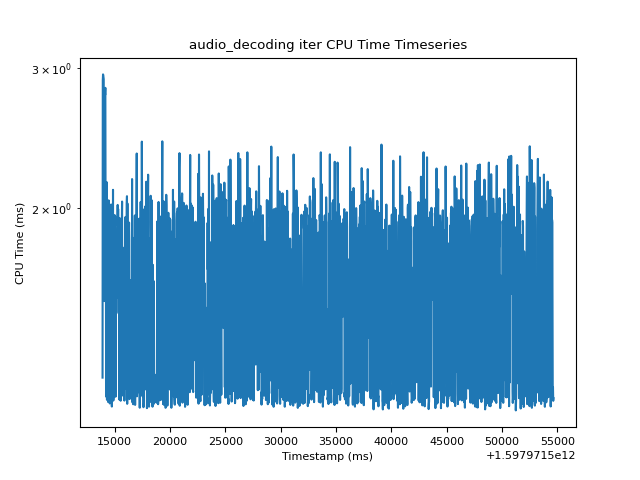 audio_decoding iter CPU Time Timeseries
3 × 10⁰
2 × 10⁰
CPU Time (ms)
15000 20000 25000 30000 35000 40000 45000 50000 55000
Timestamp (ms)
+1.5979715e12